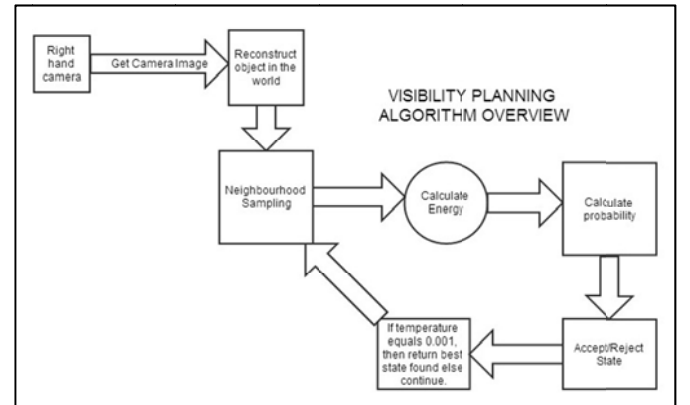 Right
hand
camera
Get Camera Image
Reconstruct
object in the
world
VISIBILITY PLANNING
ALGORITHM OVERVIEW
Neighbourhood
Sampling
Calculate
Energy
Calculate
probability
If temperature
equals 0.001,
then return best
state found else
continue.
Accept/Reject
State